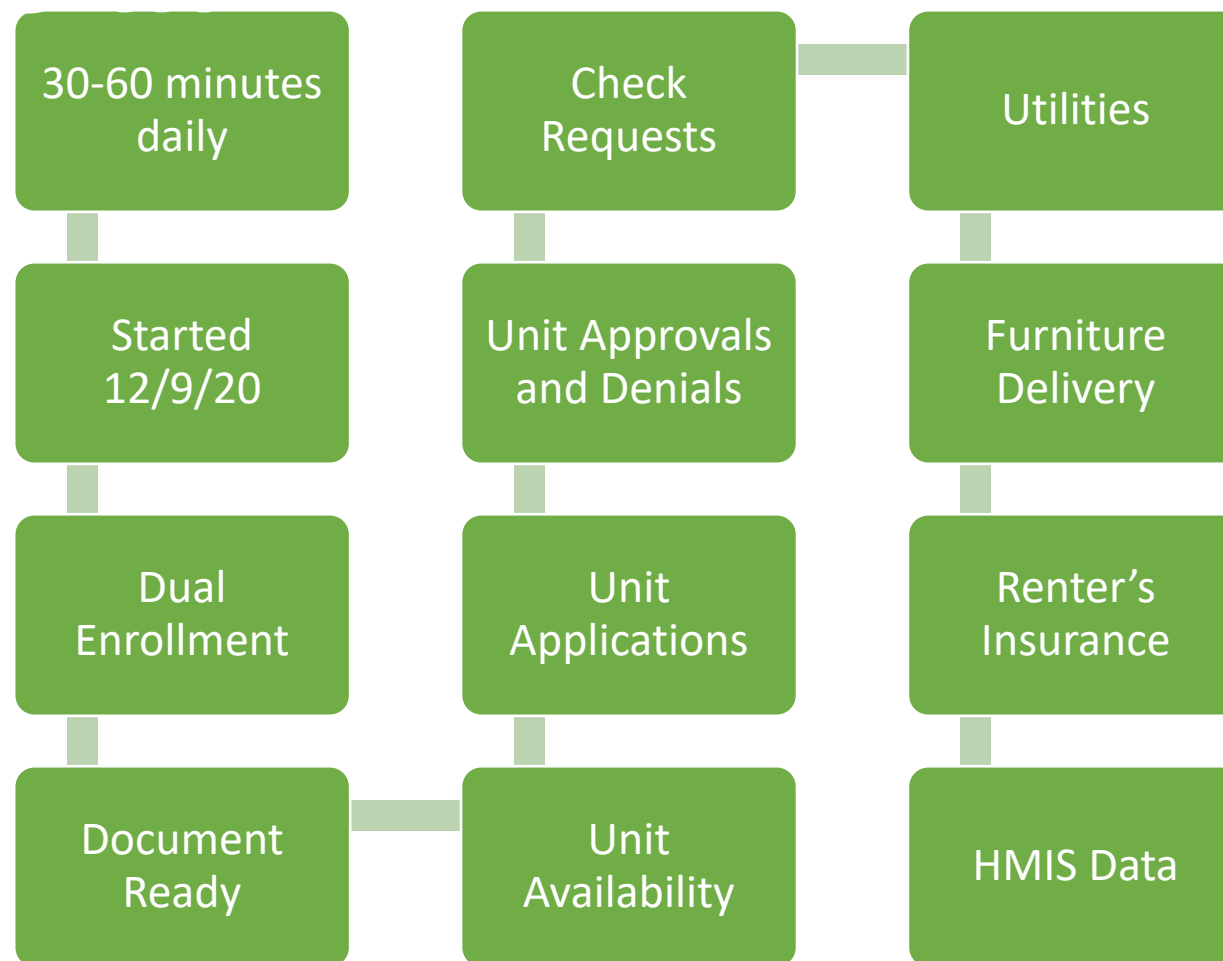 30-60 minutes
daily
Started
12/9/20
Dual
Enrollment
Document
Ready
Unit
Availability
Unit
Applications
Unit Approvals
and Denials
Check
Requests
Utilities
Furniture
Delivery
Renter’s
Insurance
HMIS Data